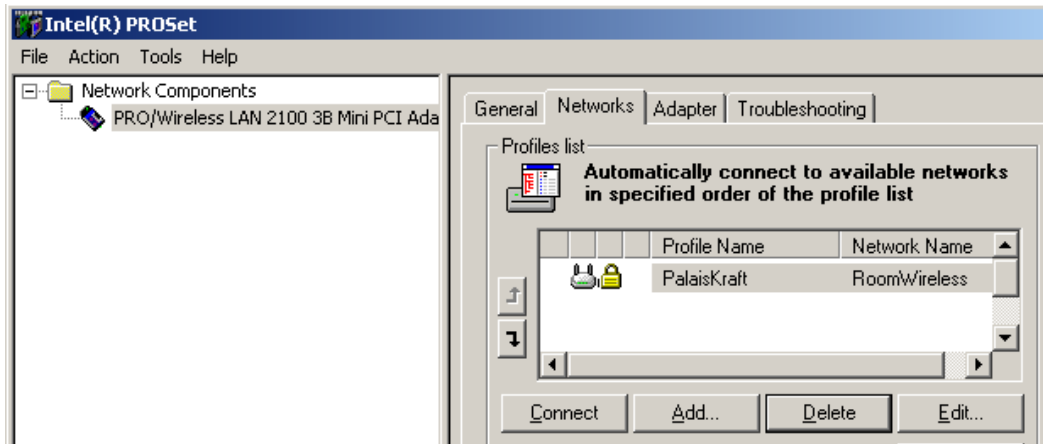 Intel(R) PROSet
File Action Tools Help
Network Components
PRO/Wireless LAN 2100 3B Mini PCI Ada
General Networks Adapter Troubleshooting
Profiles list
Automatically connect to available networks
in specified order of the profile list
Profile Name Network Name
PalaisKraft RoomWireless
Connect Add... Delete Edit...